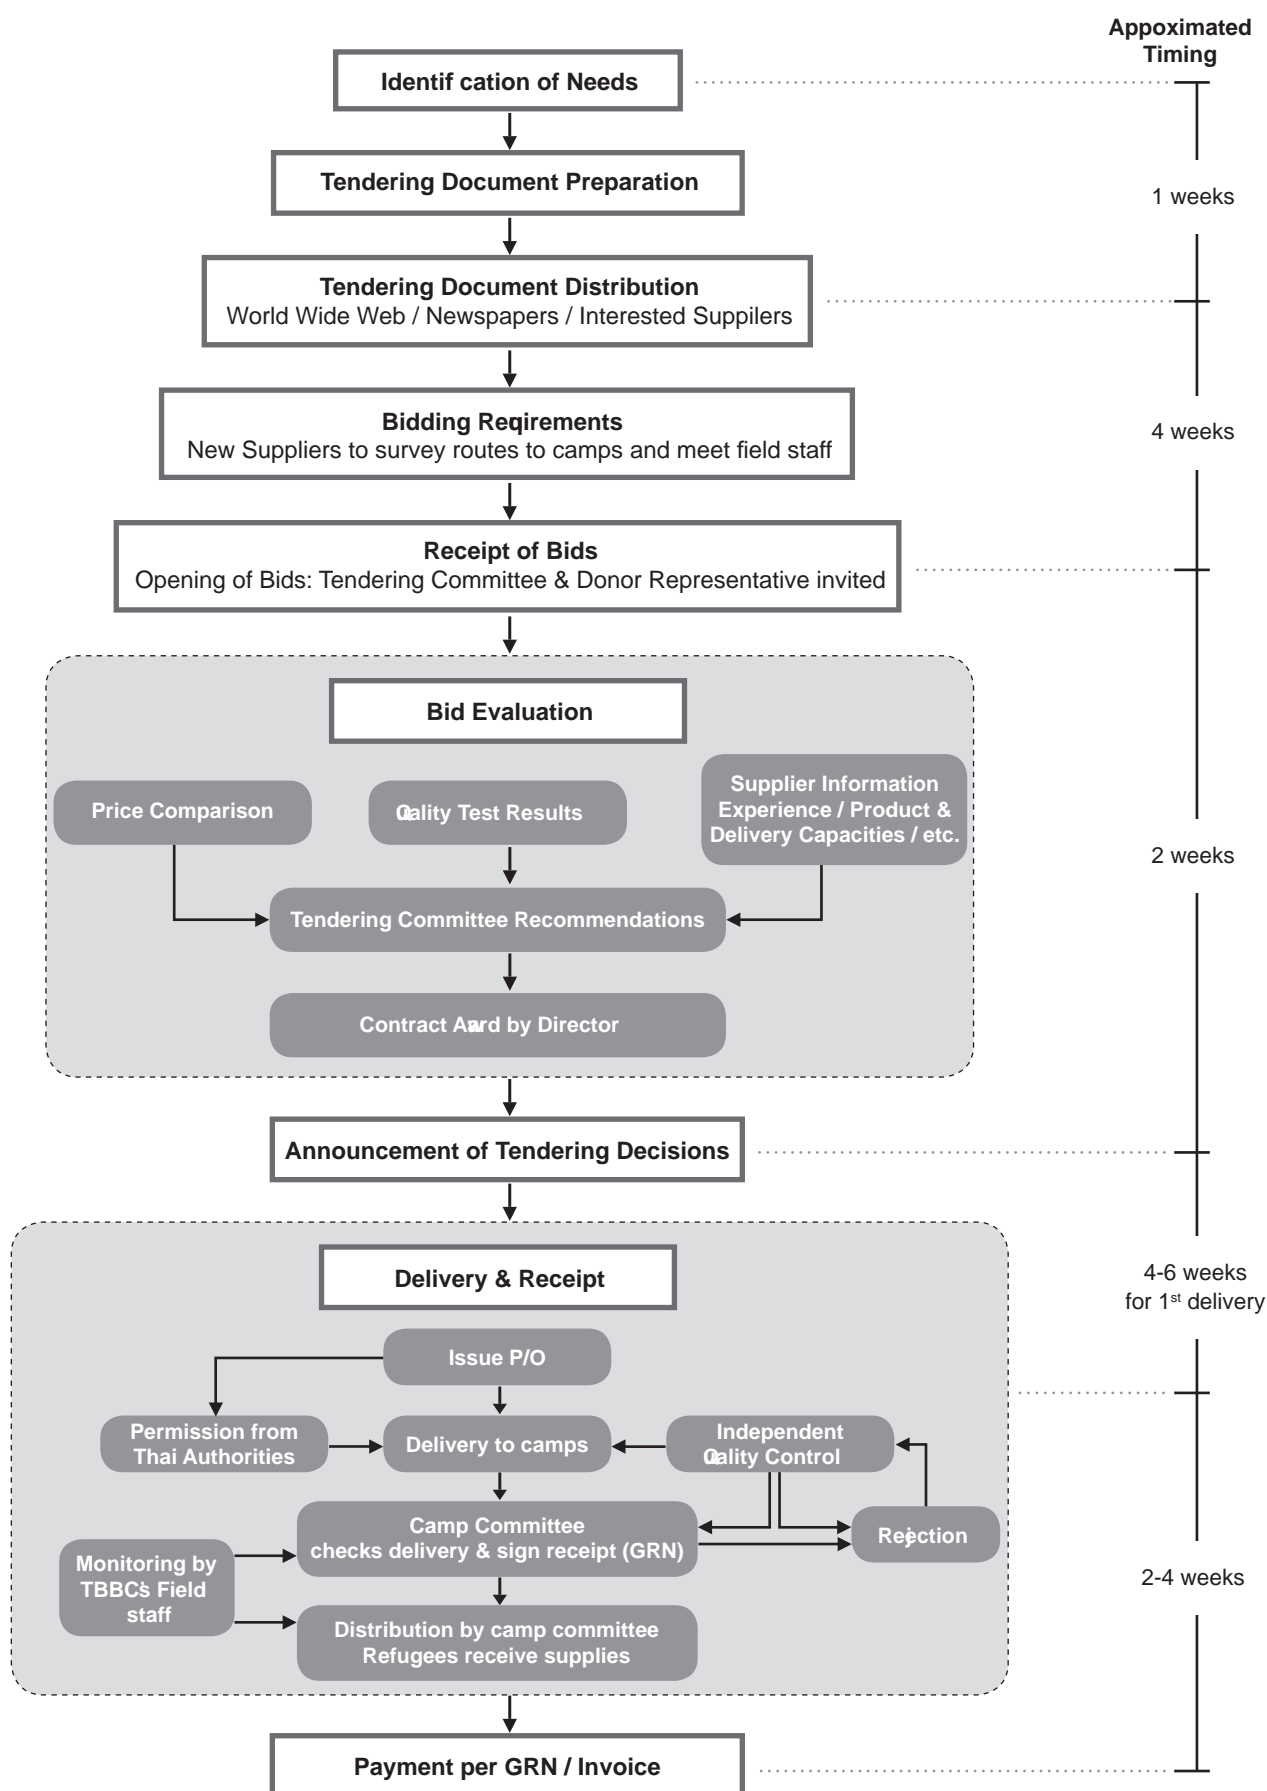 Appoximated
Timing
Identif cation of Needs
Tendering Document Preparation
1 weeks
Tendering Document Distribution
World Wide Web / Newspapers / Interested Suppilers
Bidding Reqirements
New Suppliers to survey routes to camps and meet field staff
4 weeks
Receipt of Bids
Opening of Bids: Tendering Committee & Donor Representative invited
Bid Evaluation
Price Comparison
Quality Test Results
Supplier Information
Experience / Product &
Delivery Capacities / etc.
2 weeks
Tendering Committee Recommendations
Contract Award by Director
Announcement of Tendering Decisions
Delivery & Receipt
4-6 weeks
for 1st delivery
Issue P/O
Permission from
Thai Authorities
Delivery to camps
Independent
Quality Control
Camp Committee
checks delivery & sign receipt (GRN)
Rejection
Monitoring by
TBBC's Field
staff
2-4 weeks
Distribution by camp committee
Refugees receive supplies
Payment per GRN / Invoice